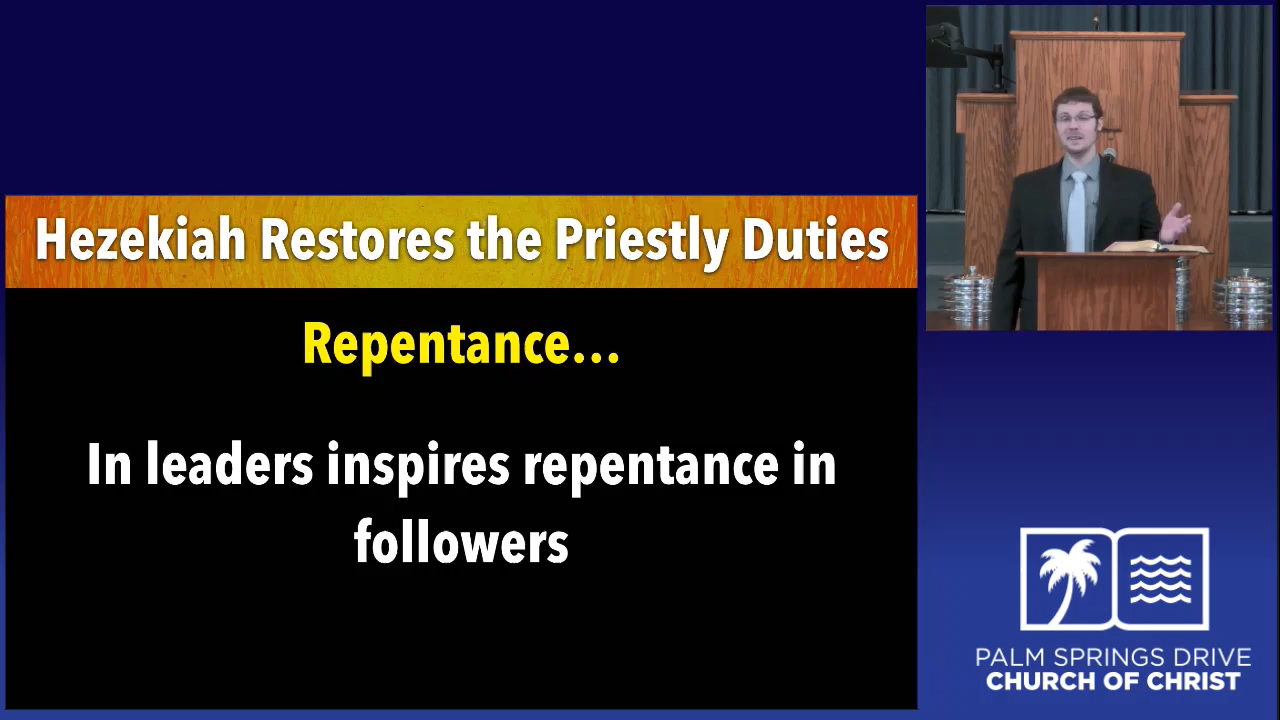 Hezekiah Restores the Priestly Duties
Repentance…
In leaders inspires repentance in
followers
PALM SPRINGS DRIVE
CHURCH OF CHRIST